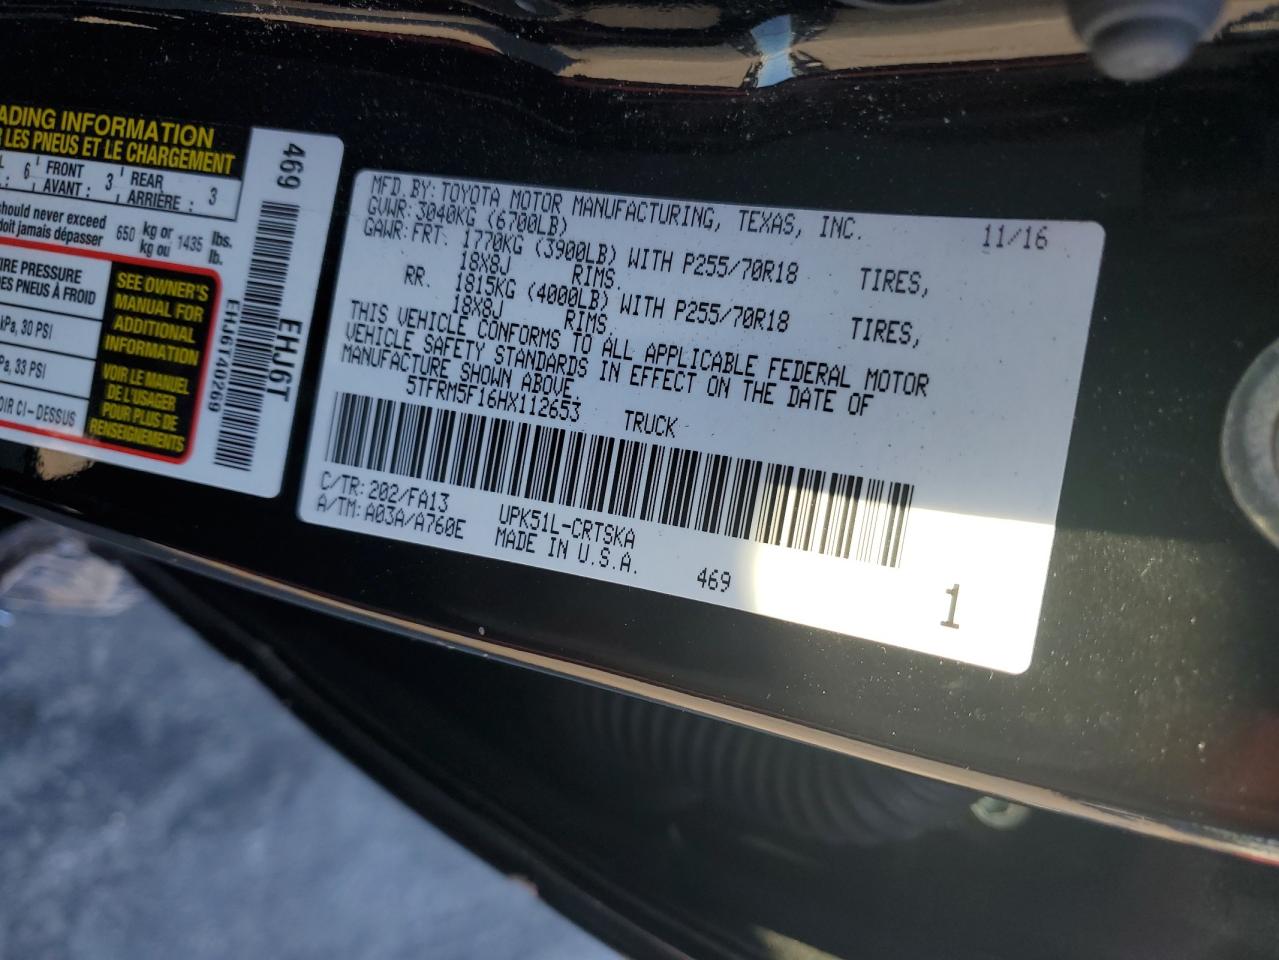 ADING INFORMATION
LES PNEUS ET LE CHARGEMENT
6 FRONT AVANT : 3 REAR ARRIÈRE : 3
should never exceed 650 kg or 1435 lbs.
doit jamais dépasser kg ou lb.
IRE PRESSURE
DES PNEUS À FROID
kPa, 30 PSI
Pa, 33 PSI
OIR CI-DESSUS
SEE OWNER'S
MANUAL FOR
ADDITIONAL
INFORMATION
VOIR LE MANUEL
DE L'USAGER
POUR PLUS DE
RENSEIGNEMENTS
469
EHJ6T40269
EHJ6T
MFD. BY: TOYOTA MOTOR MANUFACTURING, TEXAS, INC. 11/16
GVWR: 3040KG (6700LB)
GAWR: FRT. 1770KG (3900LB) WITH P255/70R18 TIRES,
18X8J RIMS.
RR. 1815KG (4000LB) WITH P255/70R18 TIRES,
18X8J RIMS.
THIS VEHICLE CONFORMS TO ALL APPLICABLE FEDERAL MOTOR
VEHICLE SAFETY STANDARDS IN EFFECT ON THE DATE OF
MANUFACTURE SHOWN ABOVE.
5TFRM5F16HX112653 TRUCK
C/TR: 202/FA13 UPK51L-CRTSKA
A/TM: A03A/A760E MADE IN U.S.A. 469
1